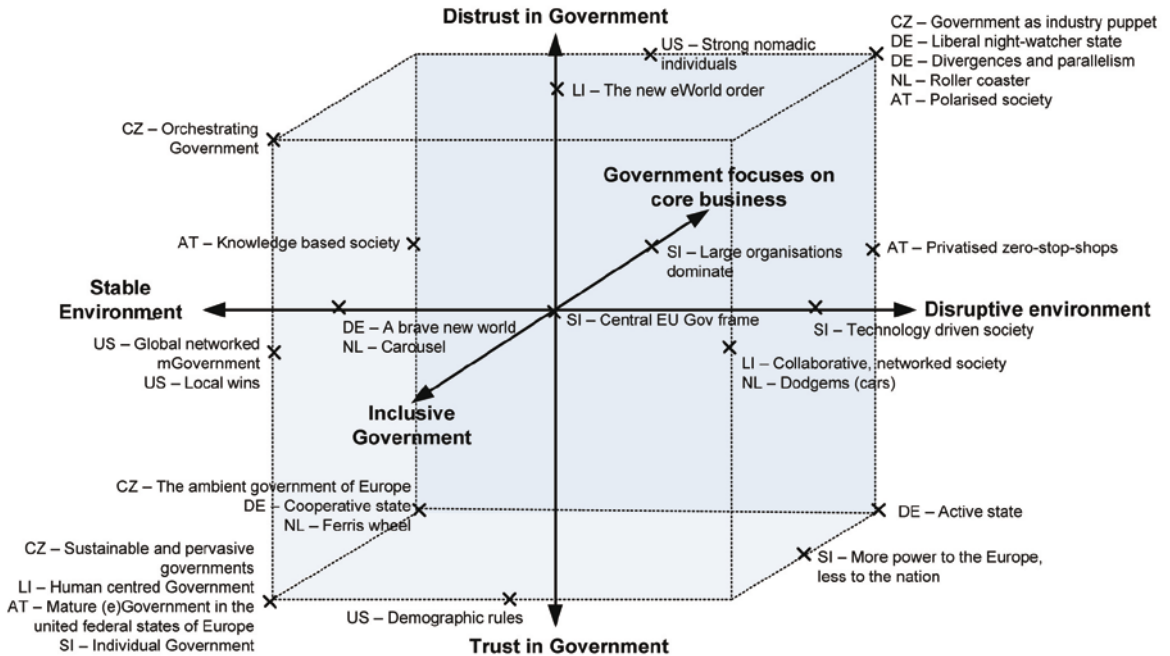 Distrust in Government
CZ – Government as industry puppet
DE – Liberal night-watcher state
DE – Divergences and parallelism
NL – Roller coaster
AT – Polarised society
US – Strong nomadic
individuals
LI – The new eWorld order
CZ – Orchestrating
Government
Government focuses on
core business
AT – Knowledge based society
SI – Large organisations
dominate
AT – Privatised zero-stop-shops
Stable
Environment
Disruptive environment
SI – Central EU Gov frame
DE – A brave new world
NL – Carousel
SI – Technology driven society
US – Global networked
mGovernment
US – Local wins
LI – Collaborative, networked society
NL – Dodgems (cars)
Inclusive
Government
CZ – The ambient government of Europe
DE – Cooperative state
NL – Ferris wheel
DE – Active state
CZ – Sustainable and pervasive
governments
LI – Human centred Government
AT – Mature (e)Government in the
united federal states of Europe
SI – Individual Government
SI – More power to the Europe,
less to the nation
US – Demographic rules
Trust in Government